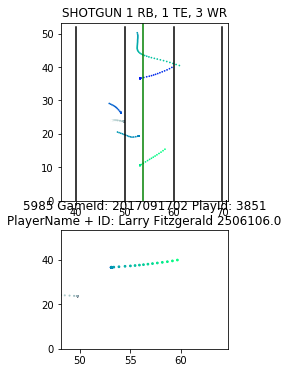 SHOTGUN 1 RB, 1 TE, 3 WR
50
40
30
20
10
0
40 50 60 70
5985 GameId: 2017091702 PlayId: 3851
PlayerName + ID: Larry Fitzgerald 2506106.0
40
20
0
50 55 60